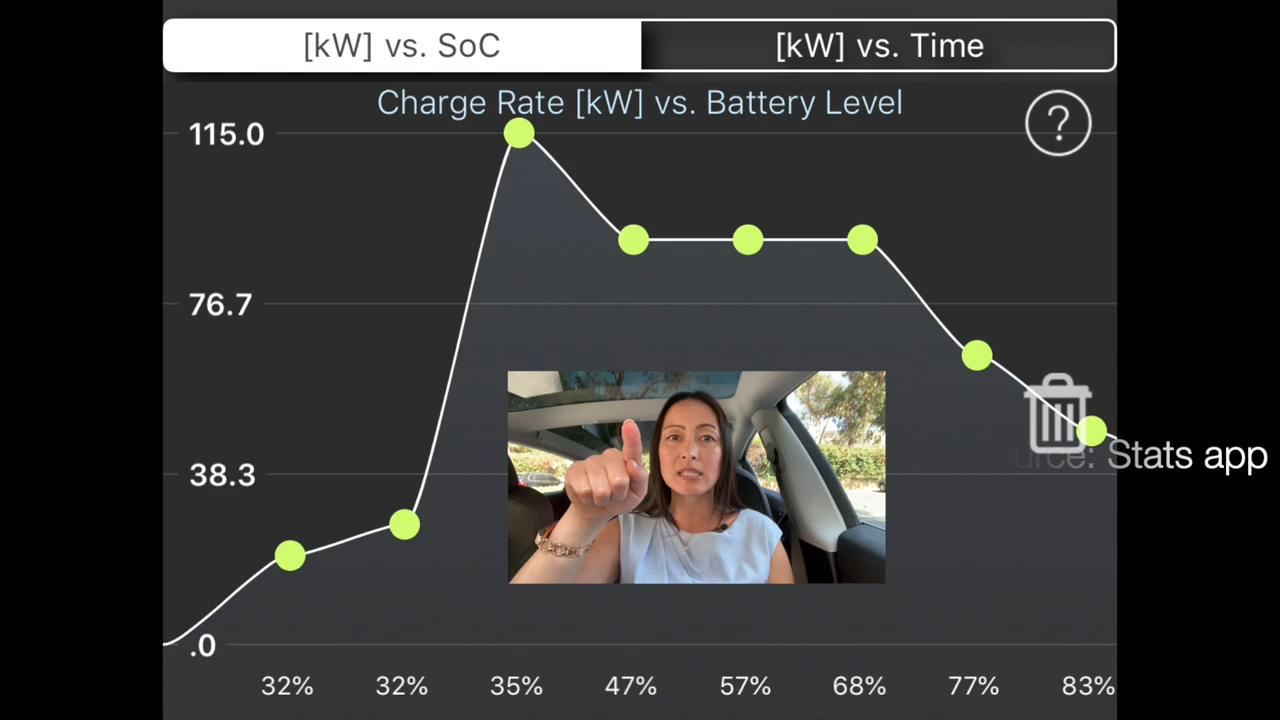 [kW] vs. SoC
[kW] vs. Time
Charge Rate [kW] vs. Battery Level
?
115.0
76.7
38.3
.0
32% 32% 35% 47% 57% 68% 77% 83%
Source: Stats app